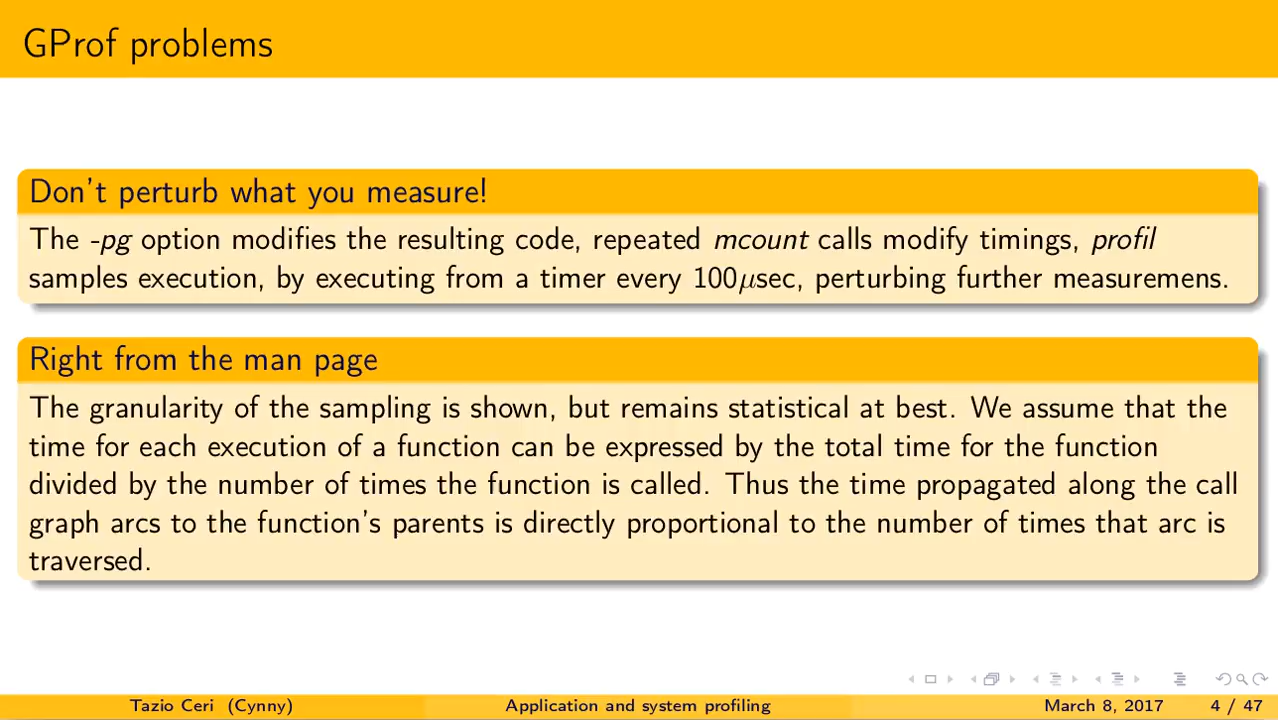 GProf problems
Don't perturb what you measure!
The -pg option modifies the resulting code, repeated mcount calls modify timings, profil
samples execution, by executing from a timer every 100μsec, perturbing further measuremens.
Right from the man page
The granularity of the sampling is shown, but remains statistical at best. We assume that the
time for each execution of a function can be expressed by the total time for the function
divided by the number of times the function is called. Thus the time propagated along the call
graph arcs to the function's parents is directly proportional to the number of times that arc is
traversed.
Tazio Ceri (Cynny) Application and system profiling March 8, 2017 4 / 47